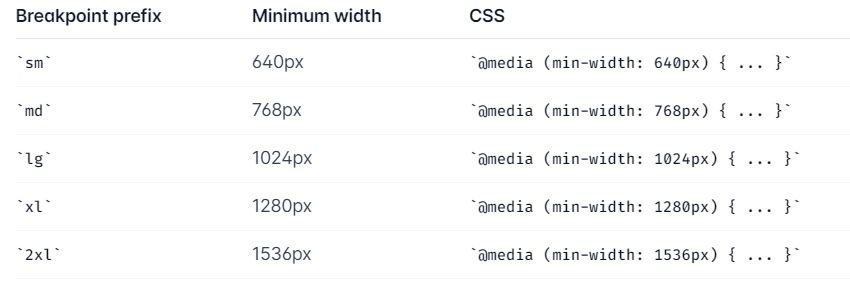 Breakpoint prefix Minimum width CSS
`sm` 640px `@media (min-width: 640px) { ... }`
`md` 768px `@media (min-width: 768px) { ... }`
`lg` 1024px `@media (min-width: 1024px) { ... }`
`xl` 1280px `@media (min-width: 1280px) { ... }`
`2xl` 1536px `@media (min-width: 1536px) { ... }`